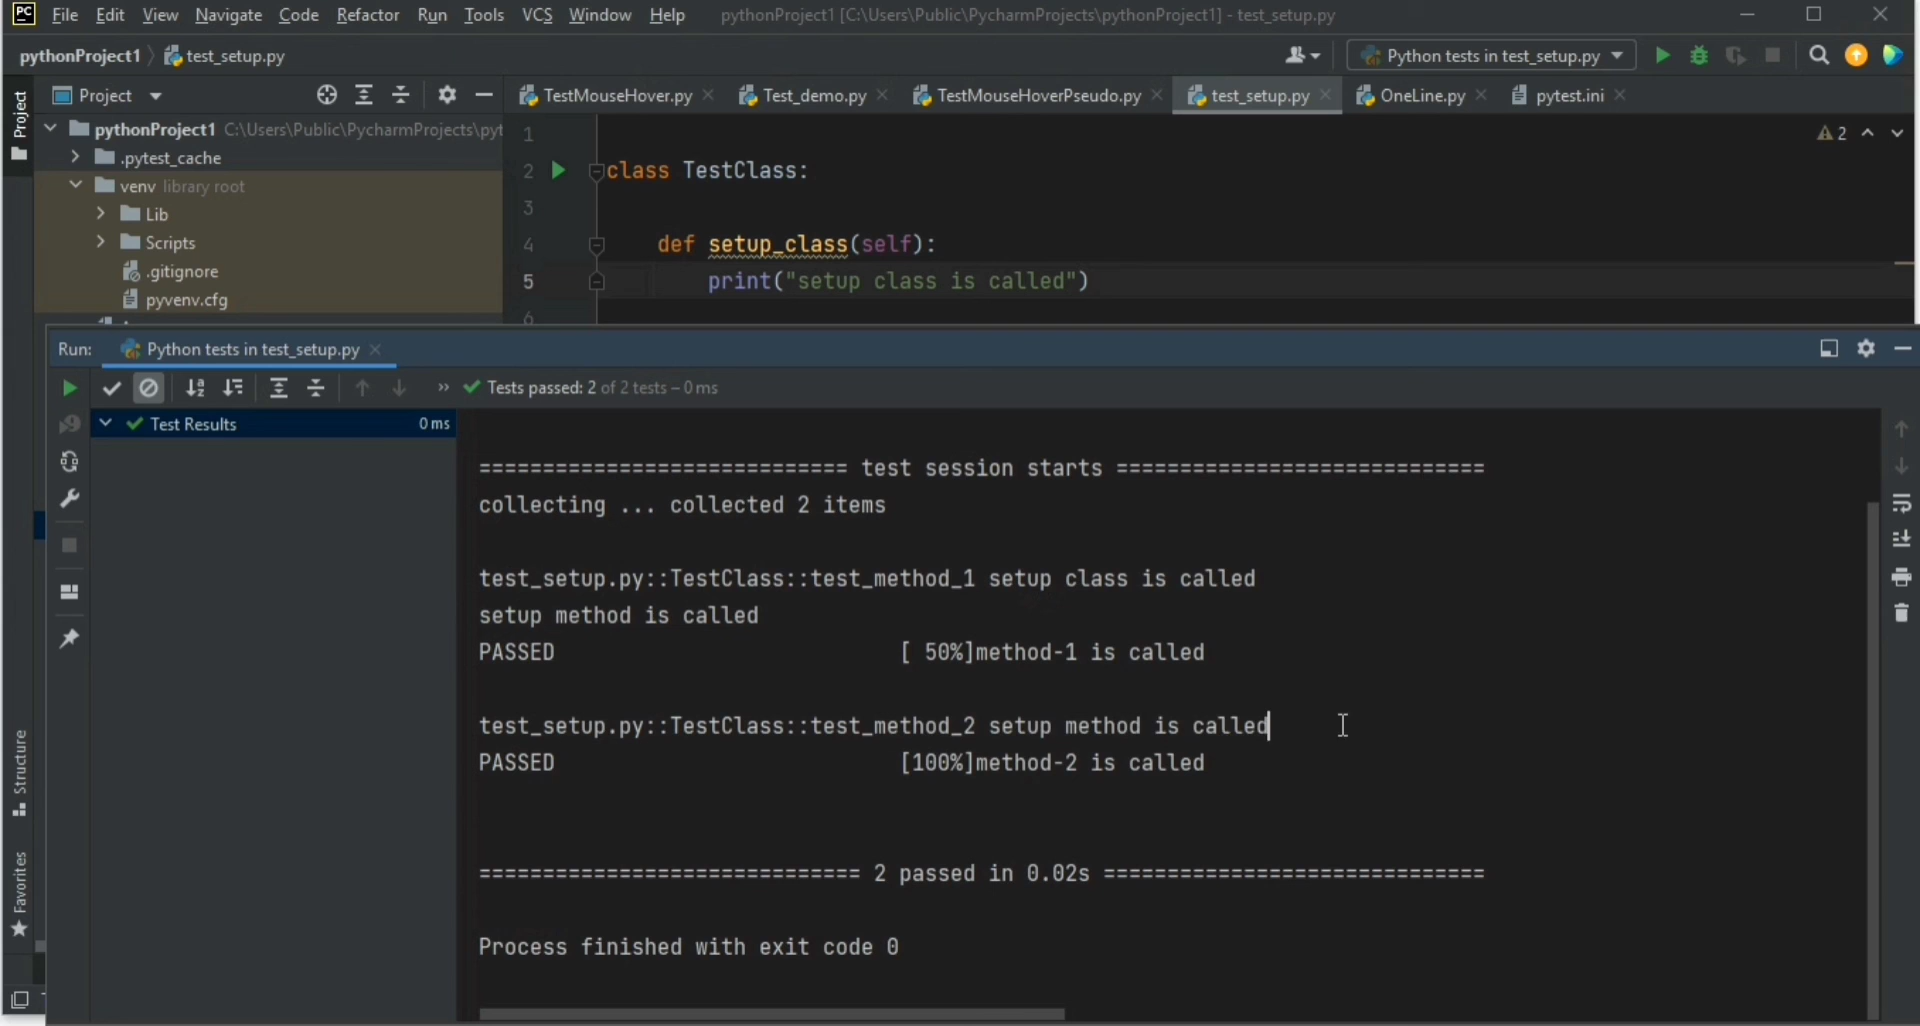 PC File Edit View Navigate Code Refactor Run Tools VCS Window Help pythonProject1 [C:\Users\Public\PycharmProjects\pythonProject1] - test_setup.py
pythonProject1 test_setup.py Python tests in test_setup.py
Project Project TestMouseHover.py Test_demo.py TestMouseHoverPseudo.py test_setup.py OneLine.py pytest.ini
pythonProject1 C:\Users\Public\PycharmProjects\pyt 1 2
.pytest_cache
2 class TestClass:
venv library root
3
Lib
4 def setup_class(self):
Scripts
.gitignore
5 print("setup class is called")
pyvenv.cfg
6
Run: Python tests in test_setup.py
» Tests passed: 2 of 2 tests – 0 ms
Test Results 0 ms
============================= test session starts =============================
collecting ... collected 2 items
test_setup.py::TestClass::test_method_1 setup class is called
setup method is called
PASSED [ 50%]method-1 is called
test_setup.py::TestClass::test_method_2 setup method is called
PASSED [100%]method-2 is called
============================== 2 passed in 0.02s ==============================
Process finished with exit code 0
Structure
Favorites